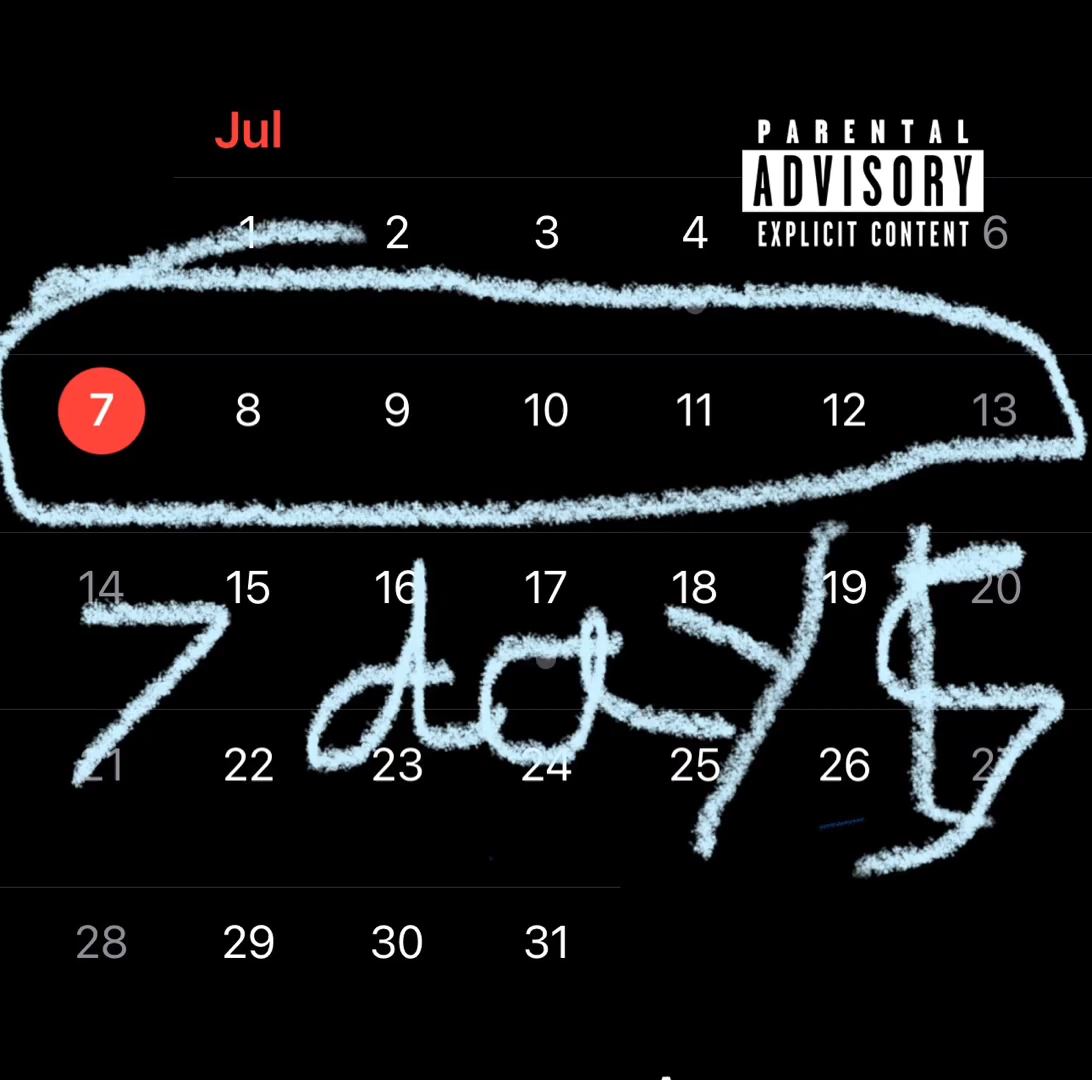 Jul
PARENTAL
ADVISORY
EXPLICIT CONTENT
1 2 3 4 6
7 8 9 10 11 12 13
14 15 16 17 18 19 20
7 day$
21 22 23 24 25 26 27
28 29 30 31